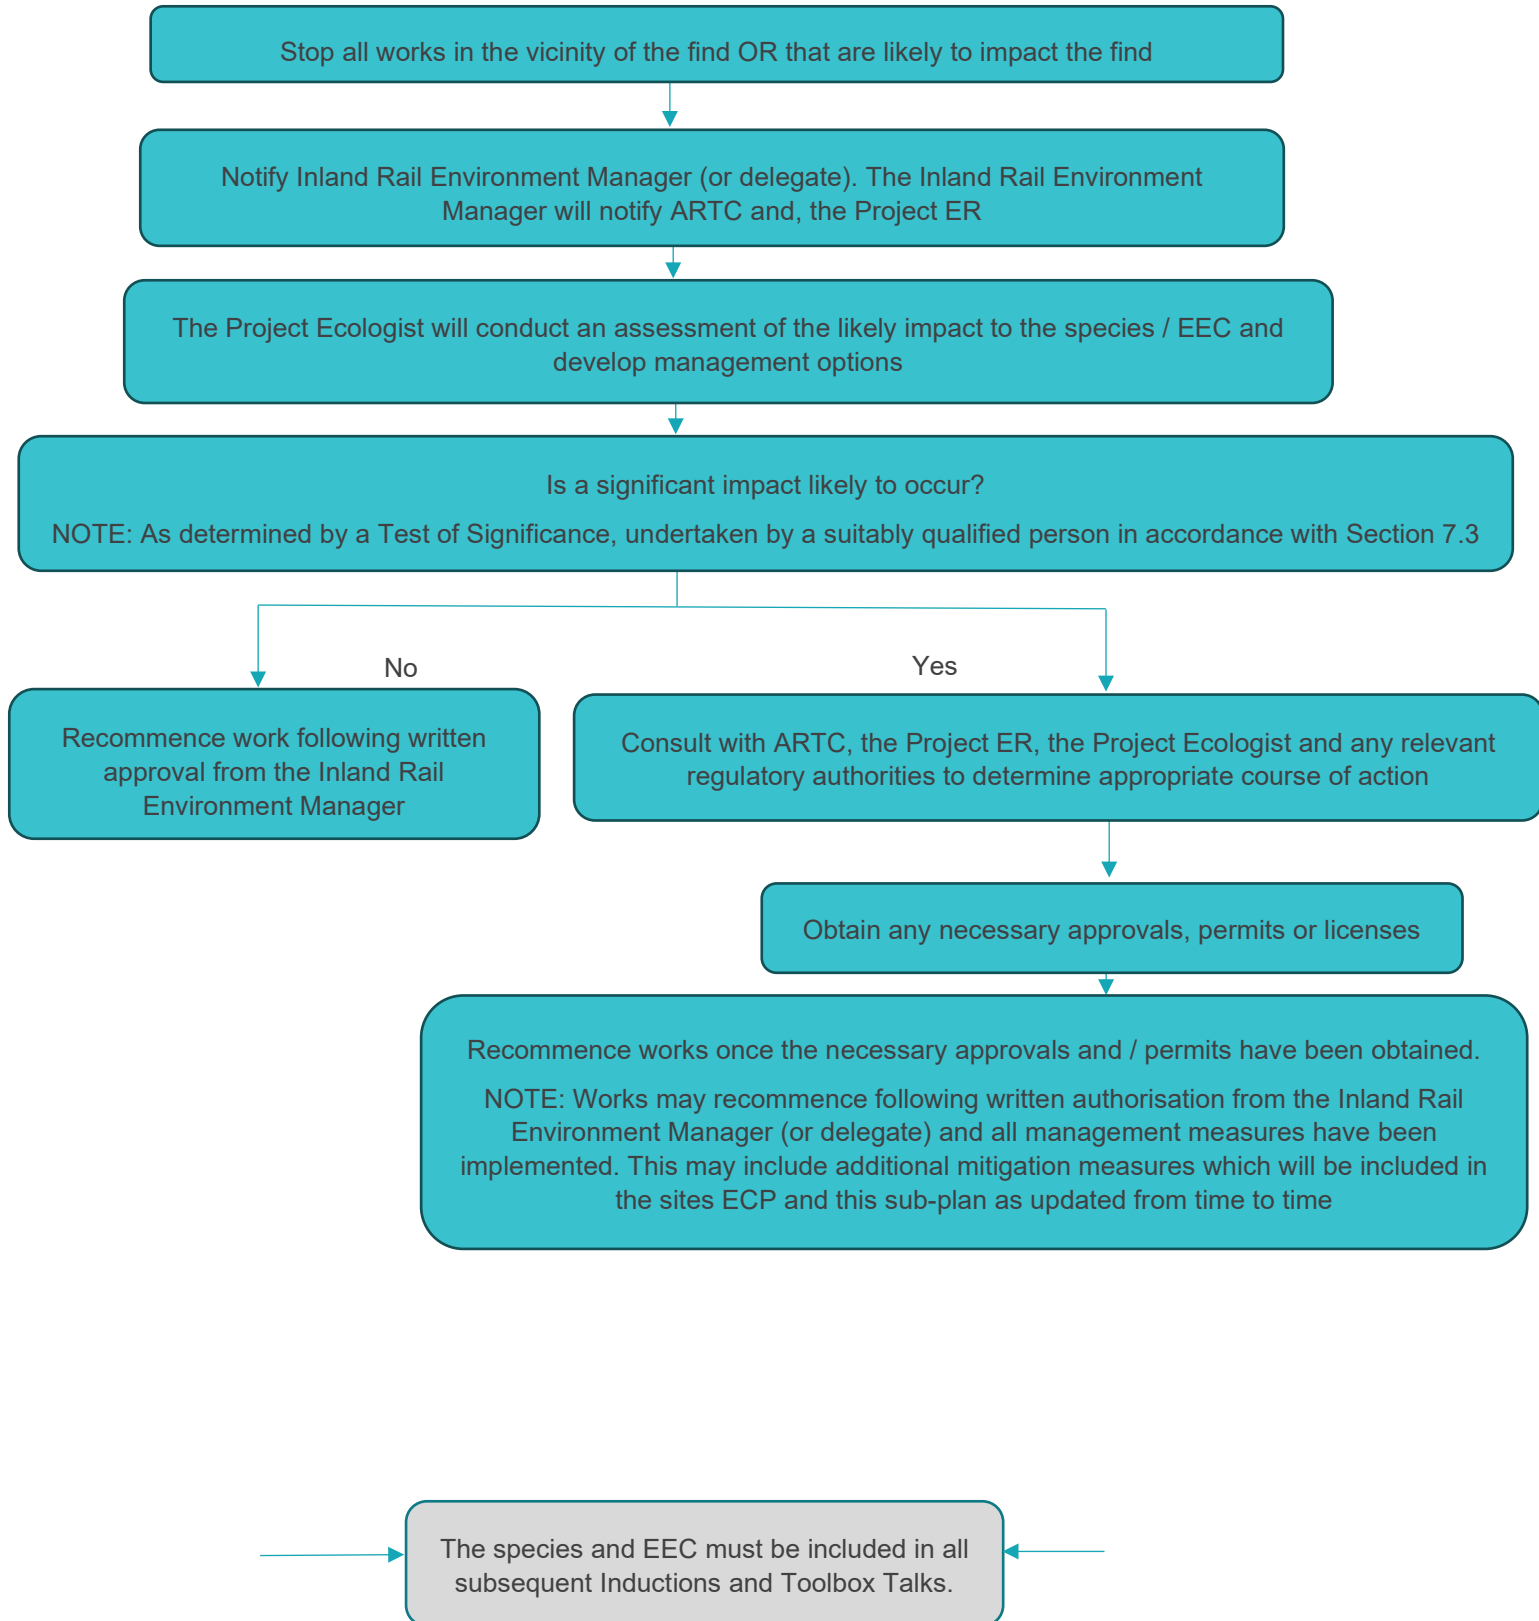 Stop all works in the vicinity of the find OR that are likely to impact the find
Notify Inland Rail Environment Manager (or delegate). The Inland Rail Environment
Manager will notify ARTC and, the Project ER
The Project Ecologist will conduct an assessment of the likely impact to the species / EEC and
develop management options
Is a significant impact likely to occur?
NOTE: As determined by a Test of Significance, undertaken by a suitably qualified person in accordance with Section 7.3
No
Yes
Recommence work following written
approval from the Inland Rail
Environment Manager
Consult with ARTC, the Project ER, the Project Ecologist and any relevant
regulatory authorities to determine appropriate course of action
Obtain any necessary approvals, permits or licenses
Recommence works once the necessary approvals and / permits have been obtained.
NOTE: Works may recommence following written authorisation from the Inland Rail
Environment Manager (or delegate) and all management measures have been
implemented. This may include additional mitigation measures which will be included in
the sites ECP and this sub-plan as updated from time to time
The species and EEC must be included in all
subsequent Inductions and Toolbox Talks.